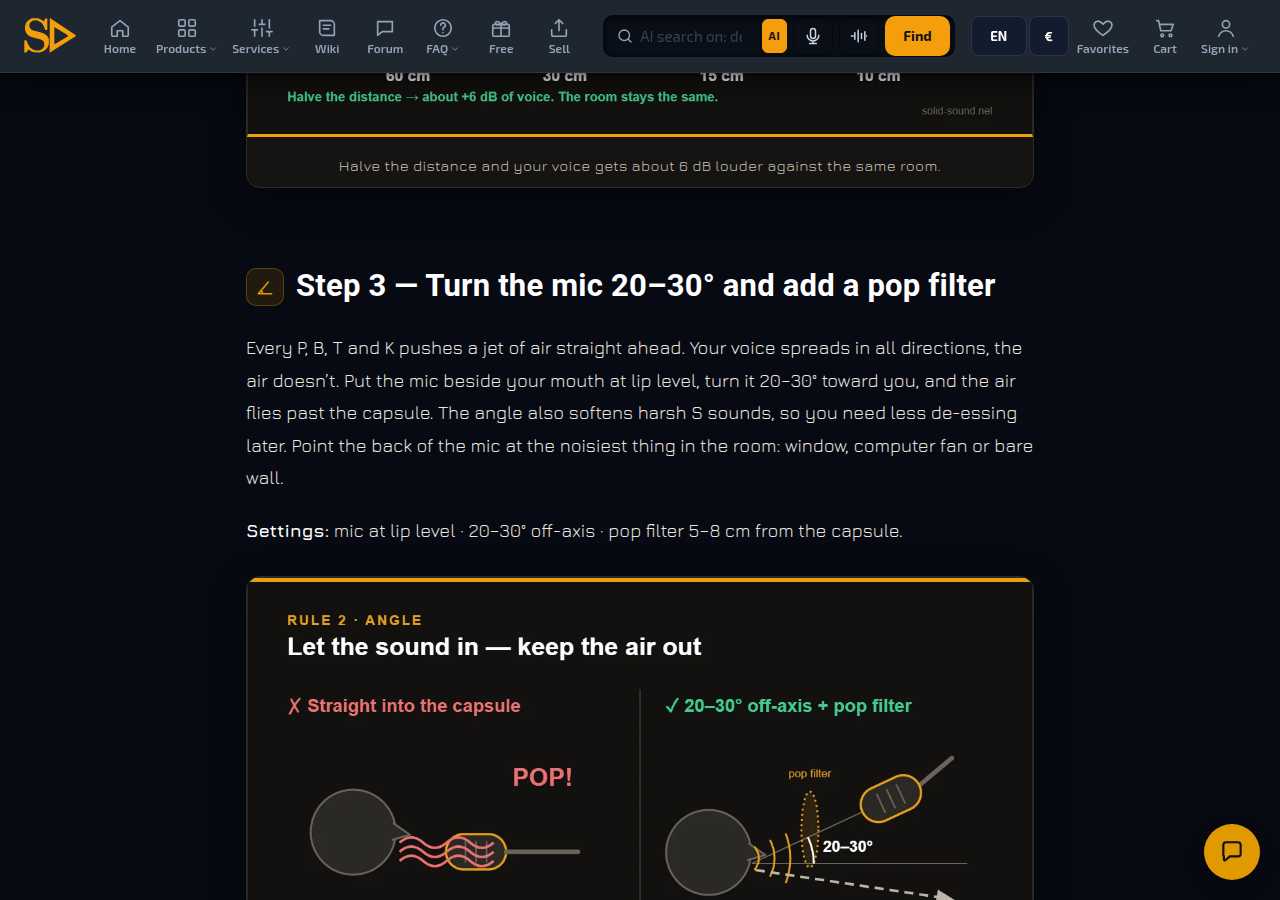 SD
Home
Products
Services
Wiki
Forum
FAQ
Free
Sell
AI search on:
AI
Find
EN
€
Favorites
Cart
Sign in
60 cm 30 cm 15 cm 10 cm
Halve the distance → about +6 dB of voice. The room stays the same.
solid-sound.net
Halve the distance and your voice gets about 6 dB louder against the same room.
Step 3 — Turn the mic 20–30° and add a pop filter
Every P, B, T and K pushes a jet of air straight ahead. Your voice spreads in all directions, the
air doesn't. Put the mic beside your mouth at lip level, turn it 20–30° toward you, and the air
flies past the capsule. The angle also softens harsh S sounds, so you need less de-essing
later. Point the back of the mic at the noisiest thing in the room: window, computer fan or bare
wall.
Settings: mic at lip level · 20–30° off-axis · pop filter 5–8 cm from the capsule.
RULE 2 · ANGLE
Let the sound in — keep the air out
✗ Straight into the capsule
✓ 20–30° off-axis + pop filter
POP!
pop filter
20–30°